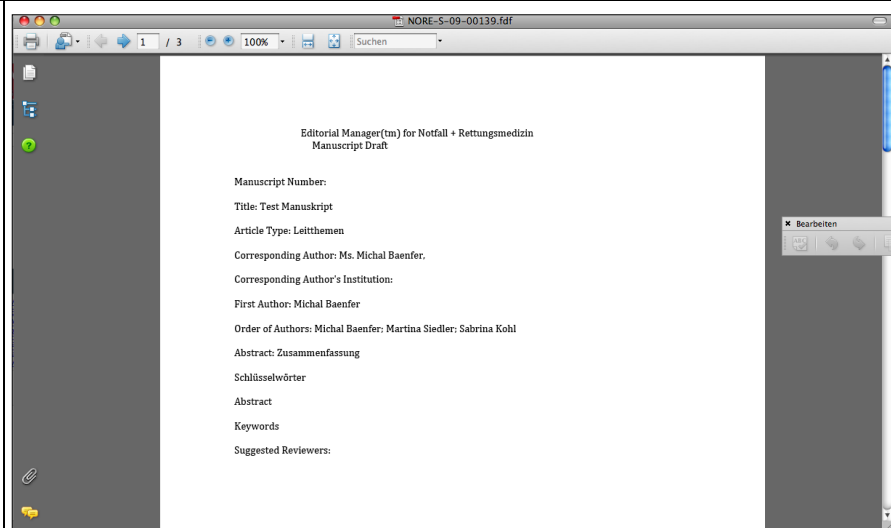 NORE-S-09-00139.fdf
1 / 3 100% Suchen
Editorial Manager(tm) for Notfall + Rettungsmedizin
Manuscript Draft
Manuscript Number:
Title: Test Manuskript
Article Type: Leitthemen
Bearbeiten
Corresponding Author: Ms. Michal Baenfer,
Corresponding Author's Institution:
First Author: Michal Baenfer
Order of Authors: Michal Baenfer; Martina Siedler; Sabrina Kohl
Abstract: Zusammenfassung
Schlüsselwörter
Abstract
Keywords
Suggested Reviewers: